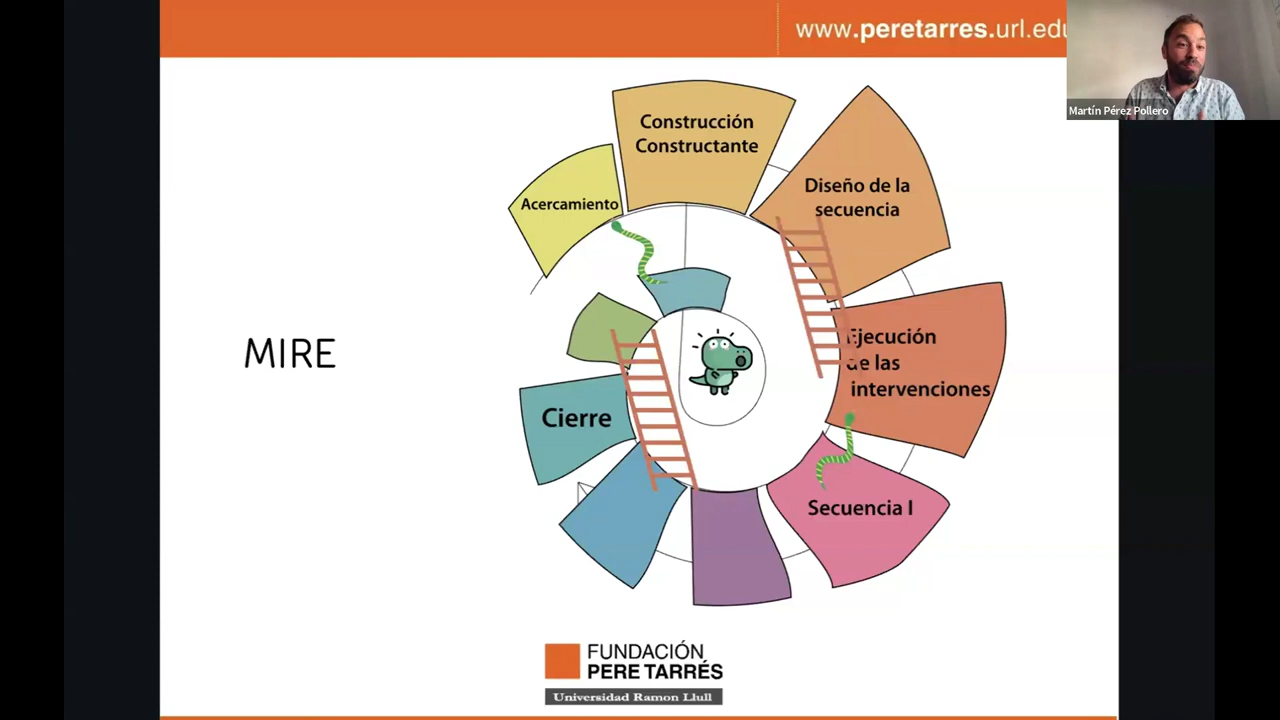 www.peretarres.url.edu
Martín Pérez Pollero
Construcción
Constructante
Diseño de la
secuencia
Acercamiento
MIRE
Ejecución
de las
intervenciones
Cierre
Secuencia I
FUNDACIÓN
PERE TARRÉS
Universidad Ramon Llull